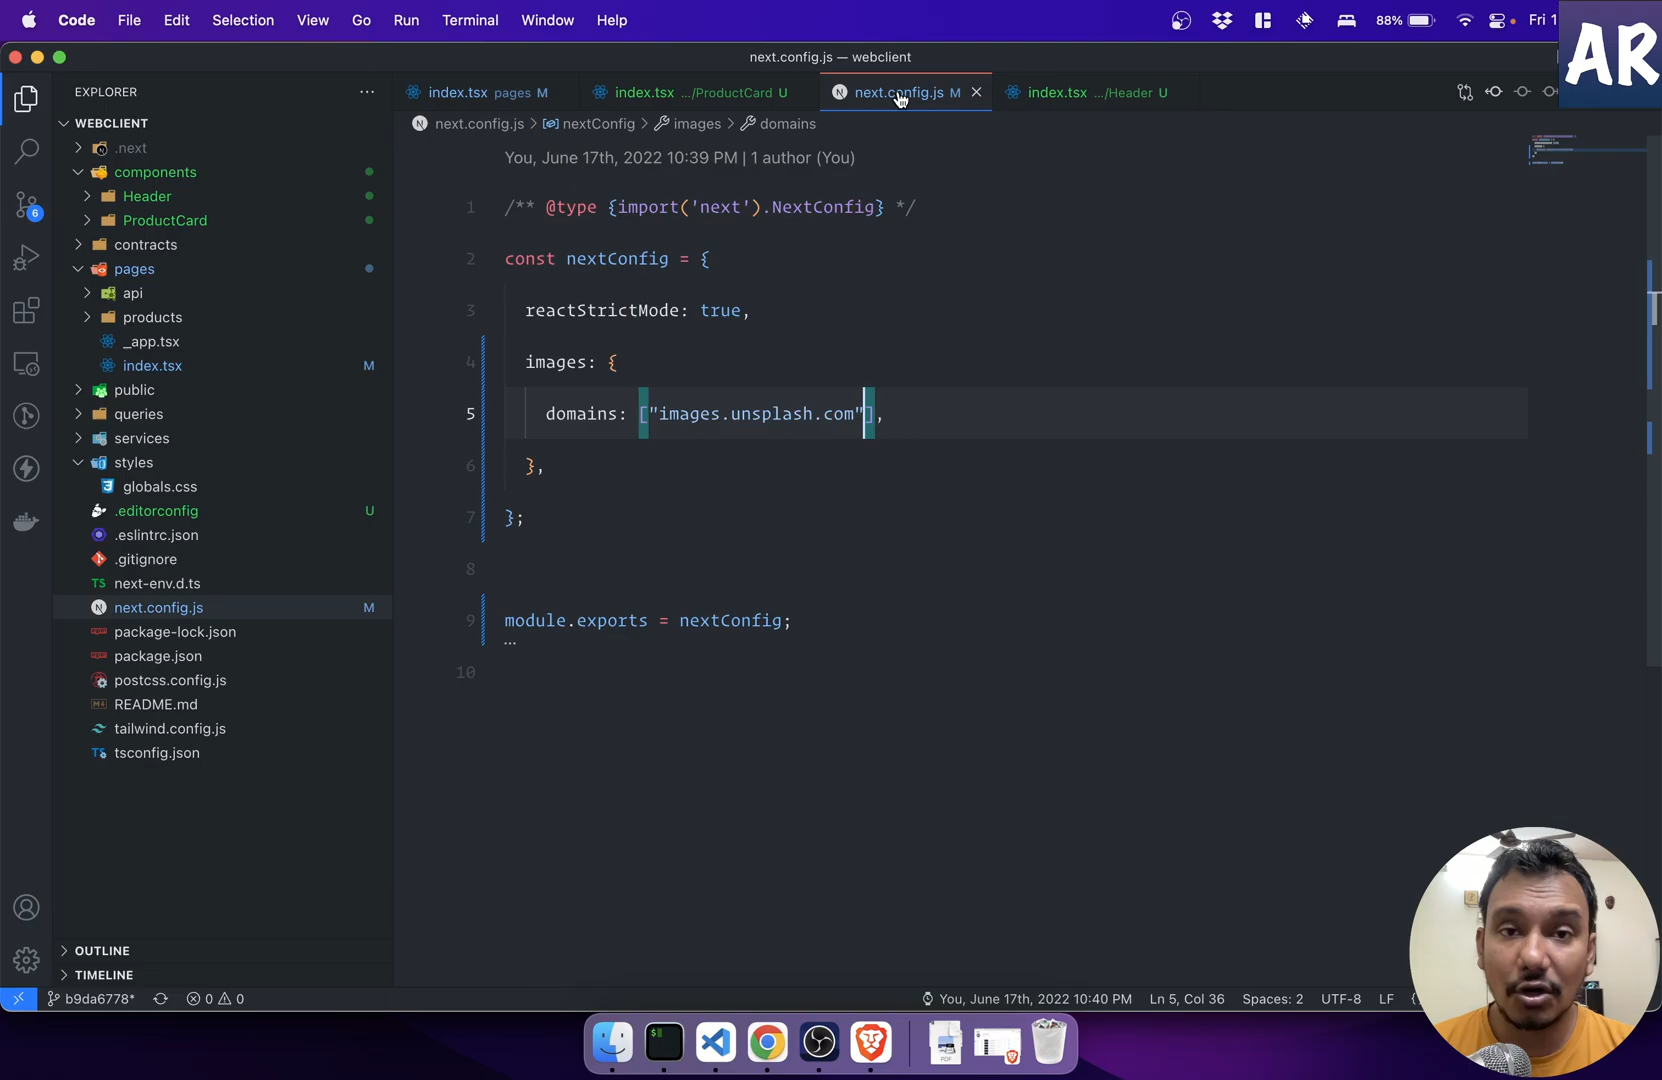 Code File Edit Selection View Go Run Terminal Window Help 88% Fri 1
AR
next.config.js — webclient
EXPLORER
index.tsx pages M
index.tsx .../ProductCard U
next.config.js M
index.tsx .../Header U
next.config.js > nextConfig > images > domains
WEBCLIENT
.next
components
Header
ProductCard
contracts
pages
api
products
_app.tsx
index.tsx M
public
queries
services
styles
globals.css
.editorconfig U
.eslintrc.json
.gitignore
TS next-env.d.ts
next.config.js M
package-lock.json
package.json
postcss.config.js
README.md
tailwind.config.js
tsconfig.json
OUTLINE
TIMELINE
6
You, June 17th, 2022 10:39 PM | 1 author (You)
1 /** @type {import('next').NextConfig} */
2 const nextConfig = {
3 reactStrictMode: true,
4 images: {
5 domains: ["images.unsplash.com"],
6 },
7 };
8
9 module.exports = nextConfig;
...
10
b9da6778* 0 0 You, June 17th, 2022 10:40 PM Ln 5, Col 36 Spaces: 2 UTF-8 LF {
PDF